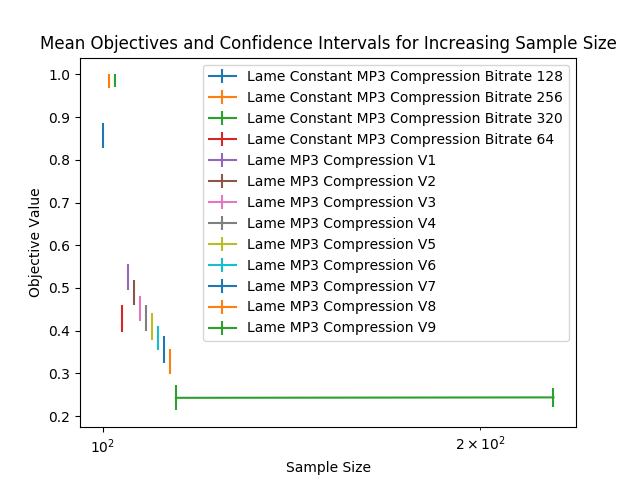 Mean Objectives and Confidence Intervals for Increasing Sample Size
1.0
0.9
0.8
0.7
0.6
0.5
0.4
0.3
0.2
Objective Value
Lame Constant MP3 Compression Bitrate 128
Lame Constant MP3 Compression Bitrate 256
Lame Constant MP3 Compression Bitrate 320
Lame Constant MP3 Compression Bitrate 64
Lame MP3 Compression V1
Lame MP3 Compression V2
Lame MP3 Compression V3
Lame MP3 Compression V4
Lame MP3 Compression V5
Lame MP3 Compression V6
Lame MP3 Compression V7
Lame MP3 Compression V8
Lame MP3 Compression V9
10² 2 × 10²
Sample Size